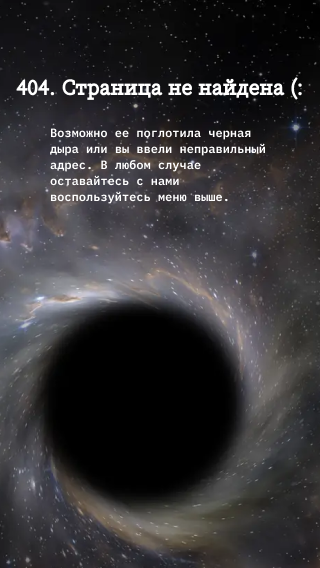 404. Страница не найдена (:
Возможно ее поглотила черная
дыра или вы ввели неправильный
адрес. В любом случае
оставайтесь с нами
воспользуйтесь меню выше.